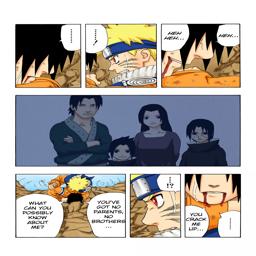 HEH...
HEH
HEH...
......
......
YOU
CRACK
ME
UP...
...
!?
YOU'VE
GOT NO
PARENTS,
NO
BROTHERS
...
WHAT
CAN YOU
POSSIBLY
KNOW
ABOUT
ME?